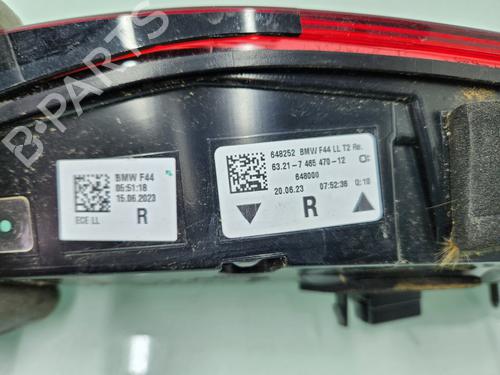 B-PARTS
BMW F44
05:51:18
15.06.2023
ECE LL
R
648252 BMW F44 LL T2 Re.
63.21-7 465 470-12
648000
20.06.23 07:52:36 Q:10
R
B-PARTS